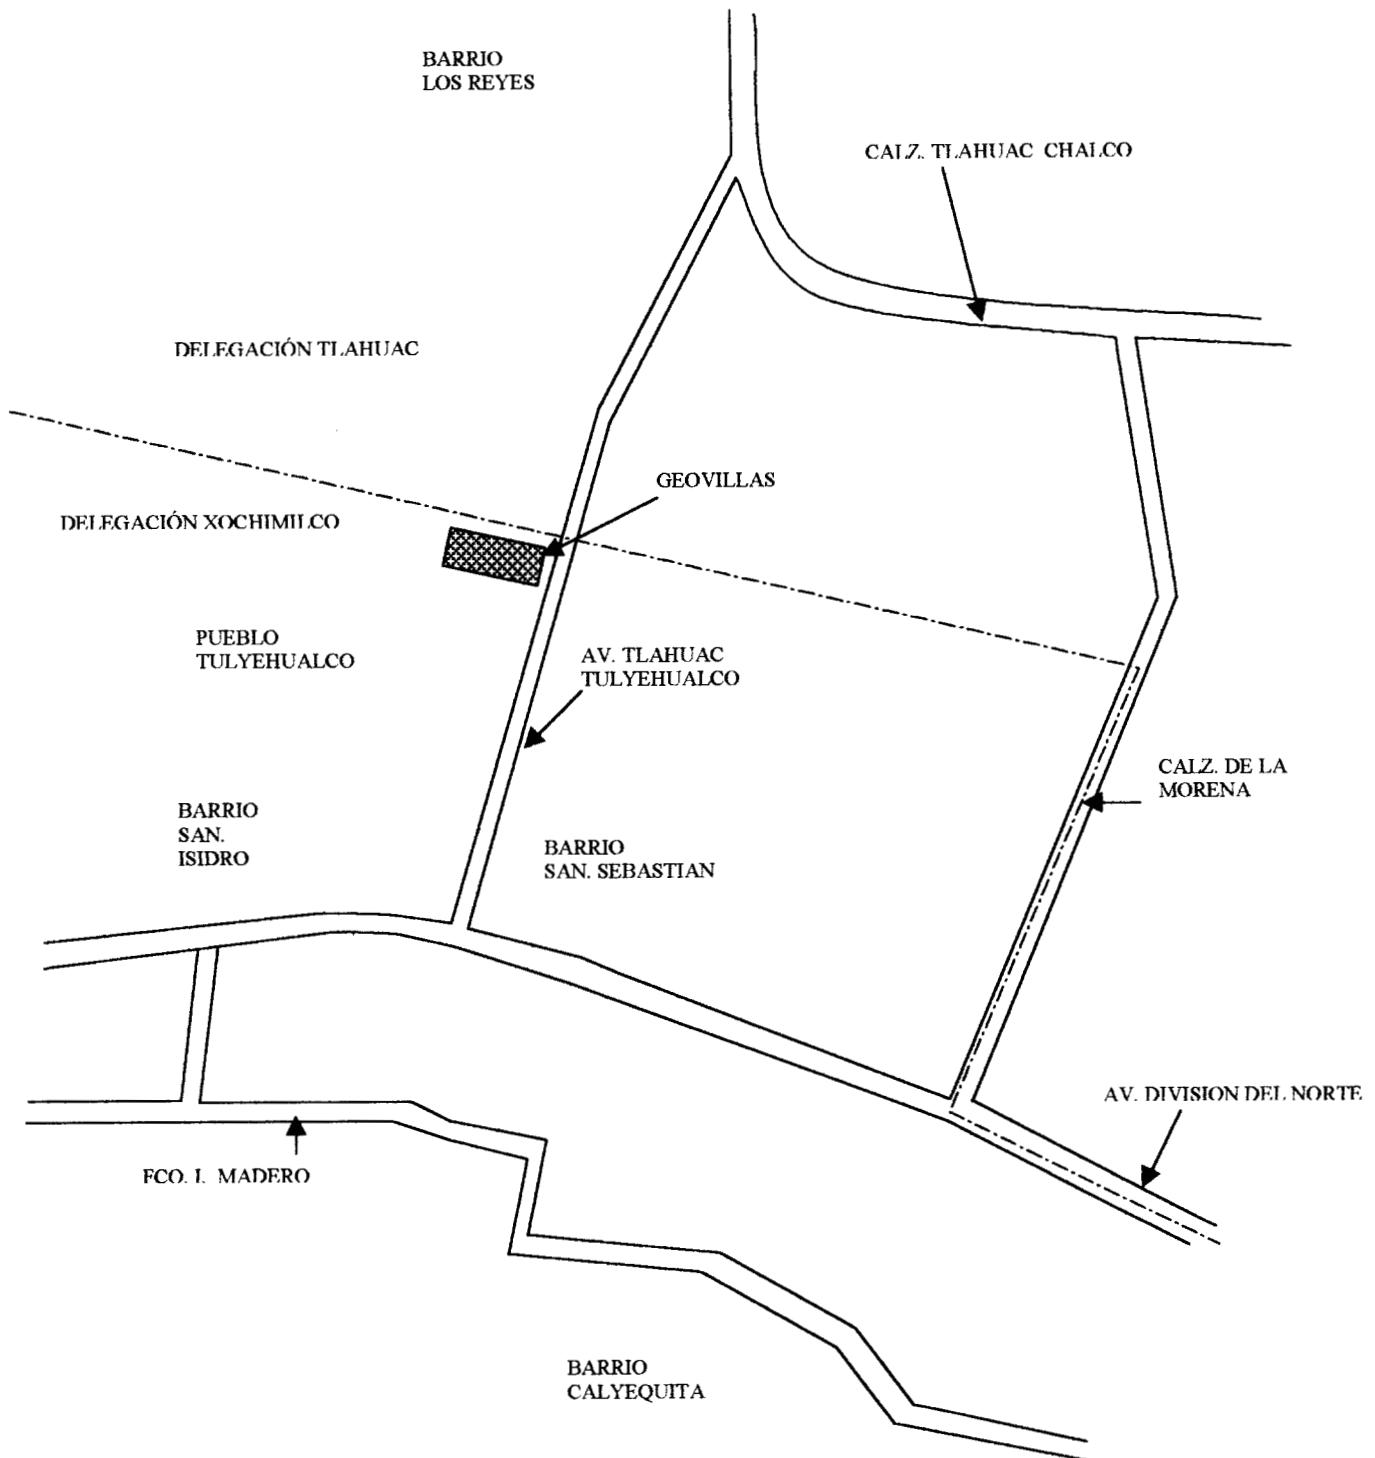 BARRIO
LOS REYES
CALZ. TLAHUAC CHALCO
DELEGACIÓN TLAHUAC
GEOVILLAS
DELEGACIÓN XOCHIMILCO
PUEBLO
TULYEHUALCO
AV. TLAHUAC
TULYEHUALCO
CALZ. DE LA
MORENA
BARRIO
SAN.
ISIDRO
BARRIO
SAN. SEBASTIAN
AV. DIVISION DEL NORTE
FCO. I. MADERO
BARRIO
CALYEQUITA